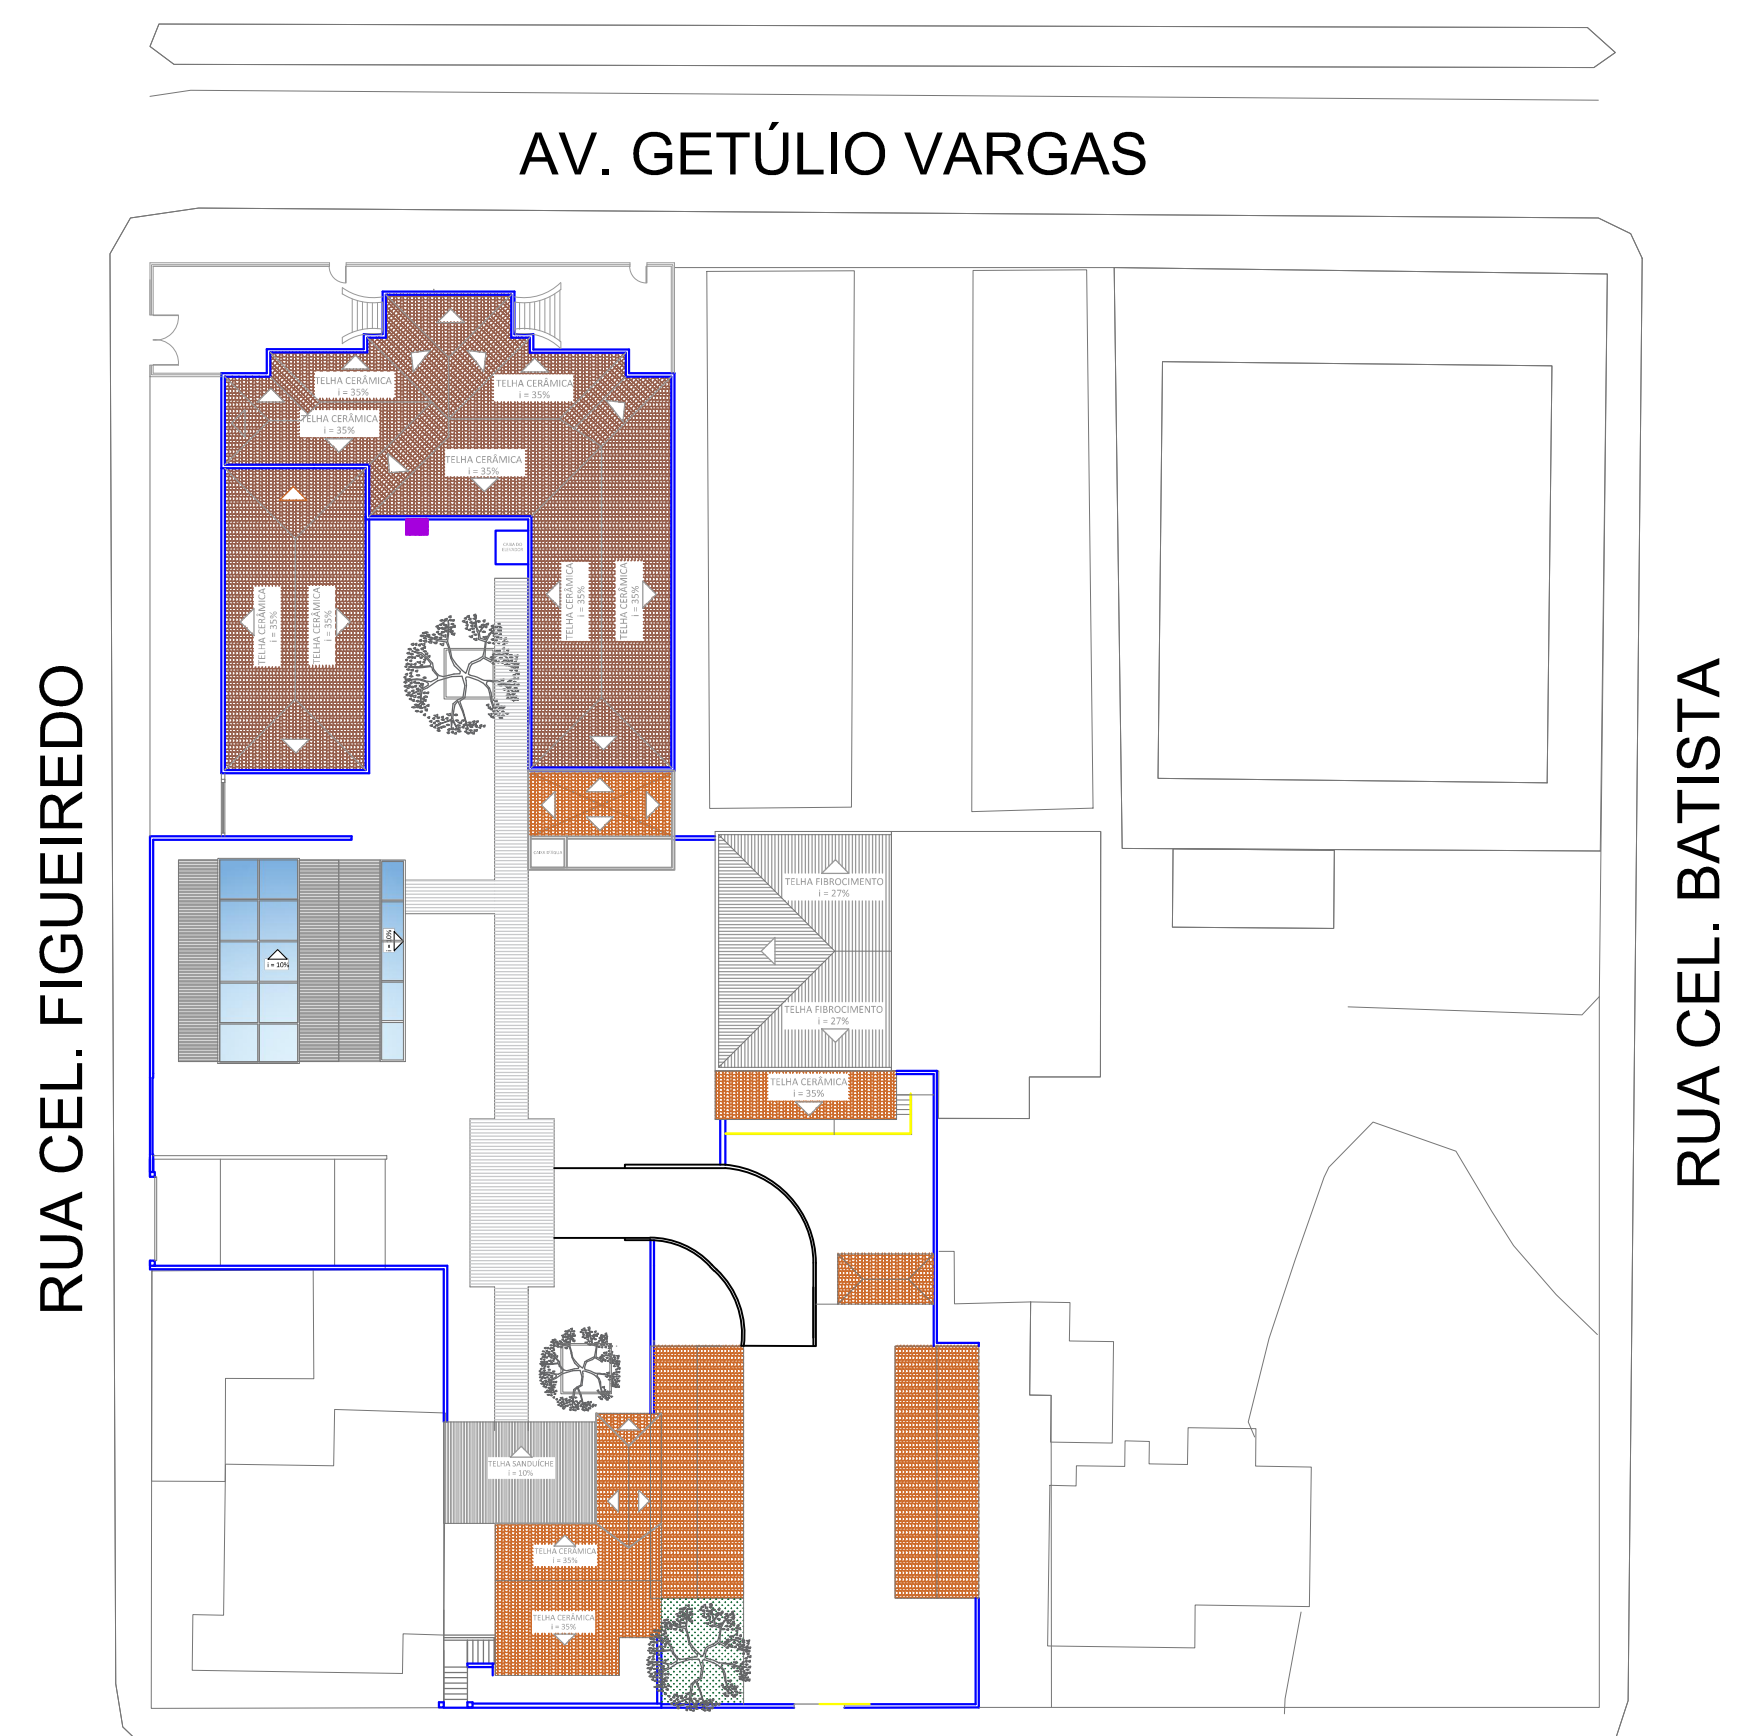 AV. GETÚLIO VARGAS
RUA CEL. FIGUEIREDO
RUA CEL. BATISTA
TELHA CERÂMICA
i = 35%
TELHA CERÂMICA
i = 35%
TELHA CERÂMICA
i = 35%
TELHA CERÂMICA
i = 35%
TELHA CERÂMICA
i = 35%
TELHA CERÂMICA
i = 35%
TELHA CERÂMICA
i = 35%
TELHA CERÂMICA
i = 35%
TELHA FIBROCIMENTO
i = 27%
i = 10%
i = 10%
TELHA FIBROCIMENTO
i = 27%
TELHA CERÂMICA
i = 35%
TELHA SANDUÍCHE
i = 10%
TELHA CERÂMICA
i = 35%
TELHA CERÂMICA
i = 35%